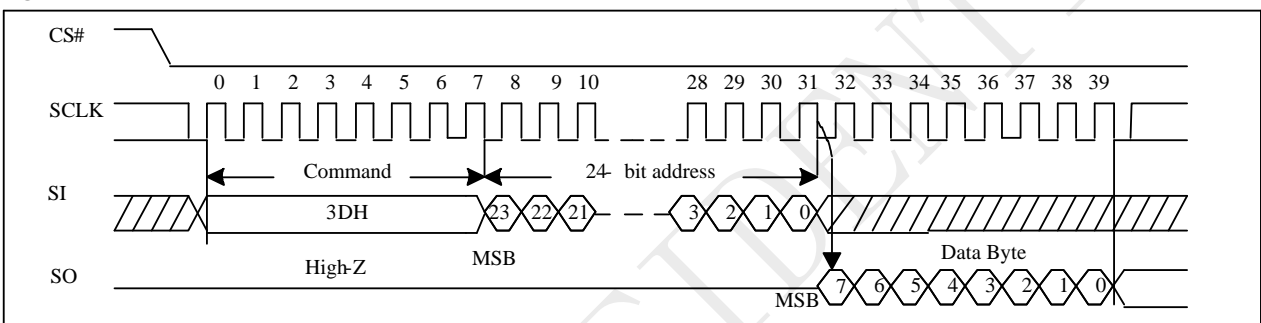 CS#
0 1 2 3 4 5 6 7 8 9 10 28 29 30 31 32 33 34 35 36 37 38 39
SCLK
Command 24- bit address
SI
3DH 23 22 21 3 2 1 0
High-Z MSB Data Byte
SO
MSB 7 6 5 4 3 2 1 0